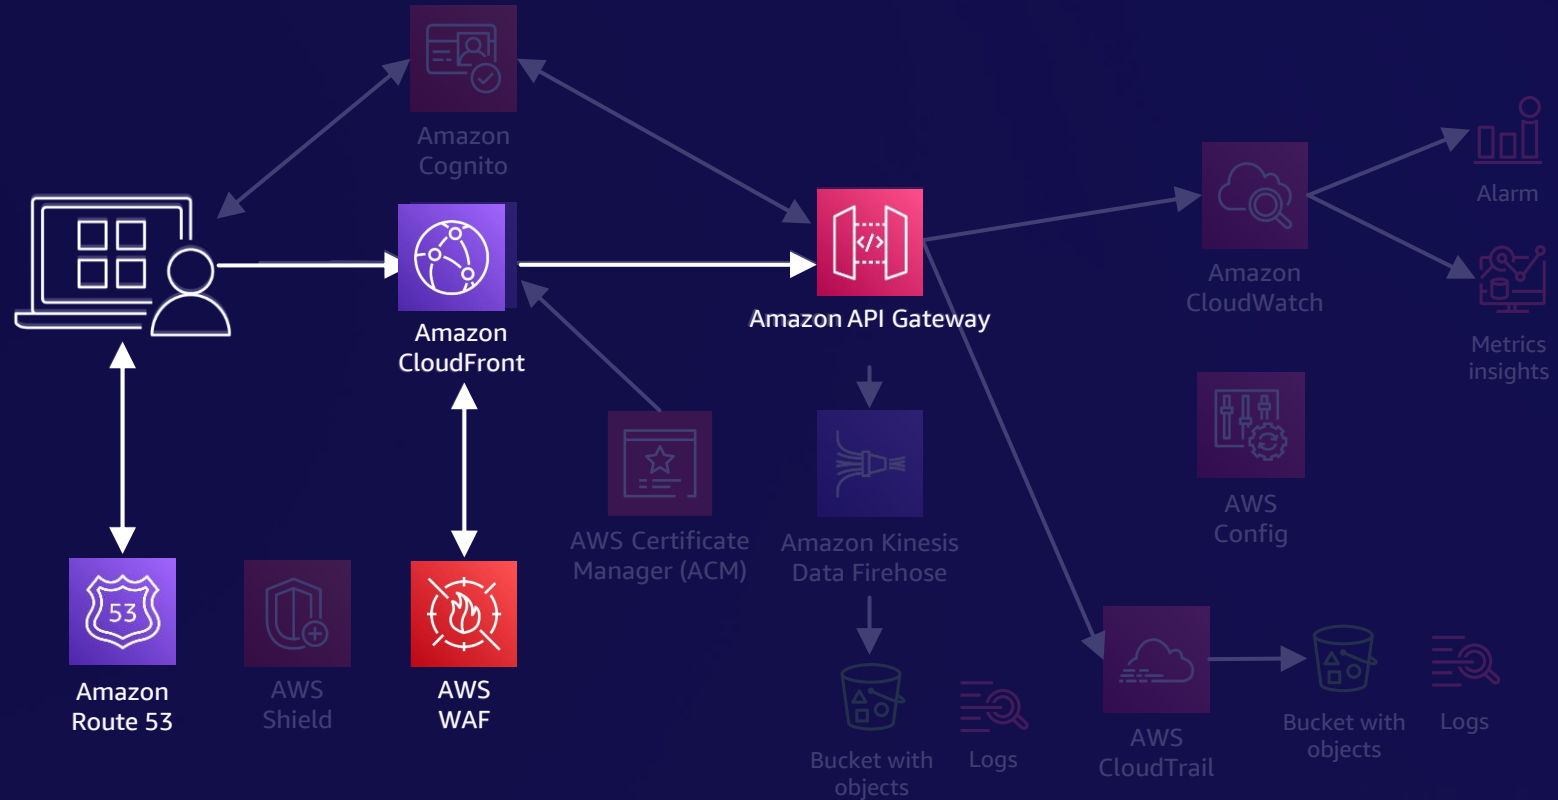 Amazon
Cognito
Alarm
Amazon
CloudWatch
</>
Amazon API Gateway
Amazon
CloudFront
Metrics
insights
AWS
Config
AWS Certificate
Manager (ACM)
Amazon Kinesis
Data Firehose
53
Amazon
Route 53
AWS
Shield
AWS
WAF
Bucket with
objects
Logs
AWS
CloudTrail
Bucket with
objects
Logs